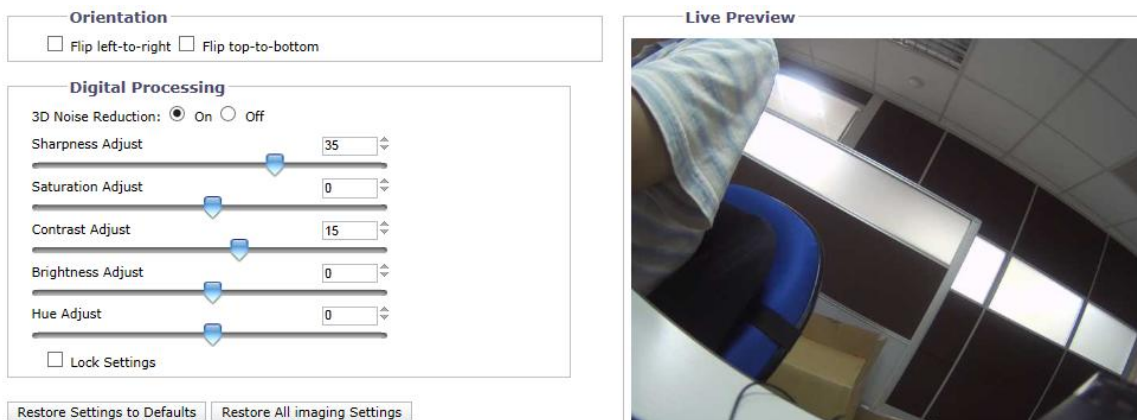 Orientation
Flip left-to-right Flip top-to-bottom
Digital Processing
3D Noise Reduction: On Off
Sharpness Adjust 35
Saturation Adjust 0
Contrast Adjust 15
Brightness Adjust 0
Hue Adjust 0
Lock Settings
Restore Settings to Defaults Restore All imaging Settings
Live Preview